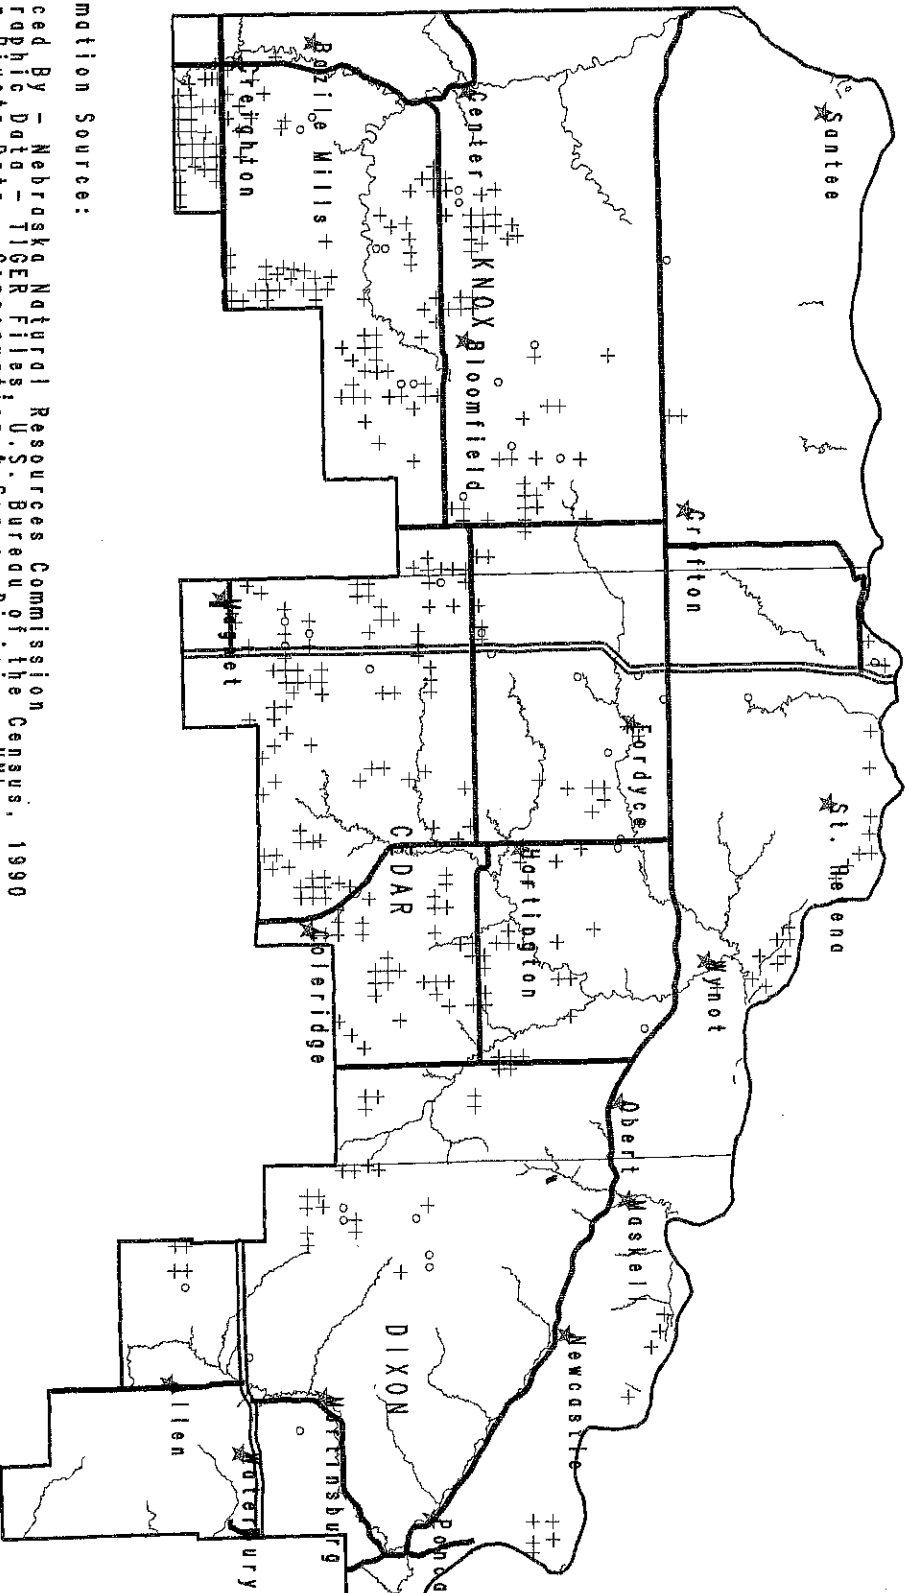 Santee
Center
KNOX
Bloomfield
Bazile Mills
Creighton
Crofton
Magnet
Fordyce
St. Helena
CEDAR
Hartington
Wynot
Coleridge
Obert
Maskell
Newcastle
DIXON
Martinsburg
Allen
Waterbury
Ponca
mation Source:
ced By - Nebraska Natural Resources Commission
raphic Data - TIGER Files, U.S. Bureau of the Census, 1990